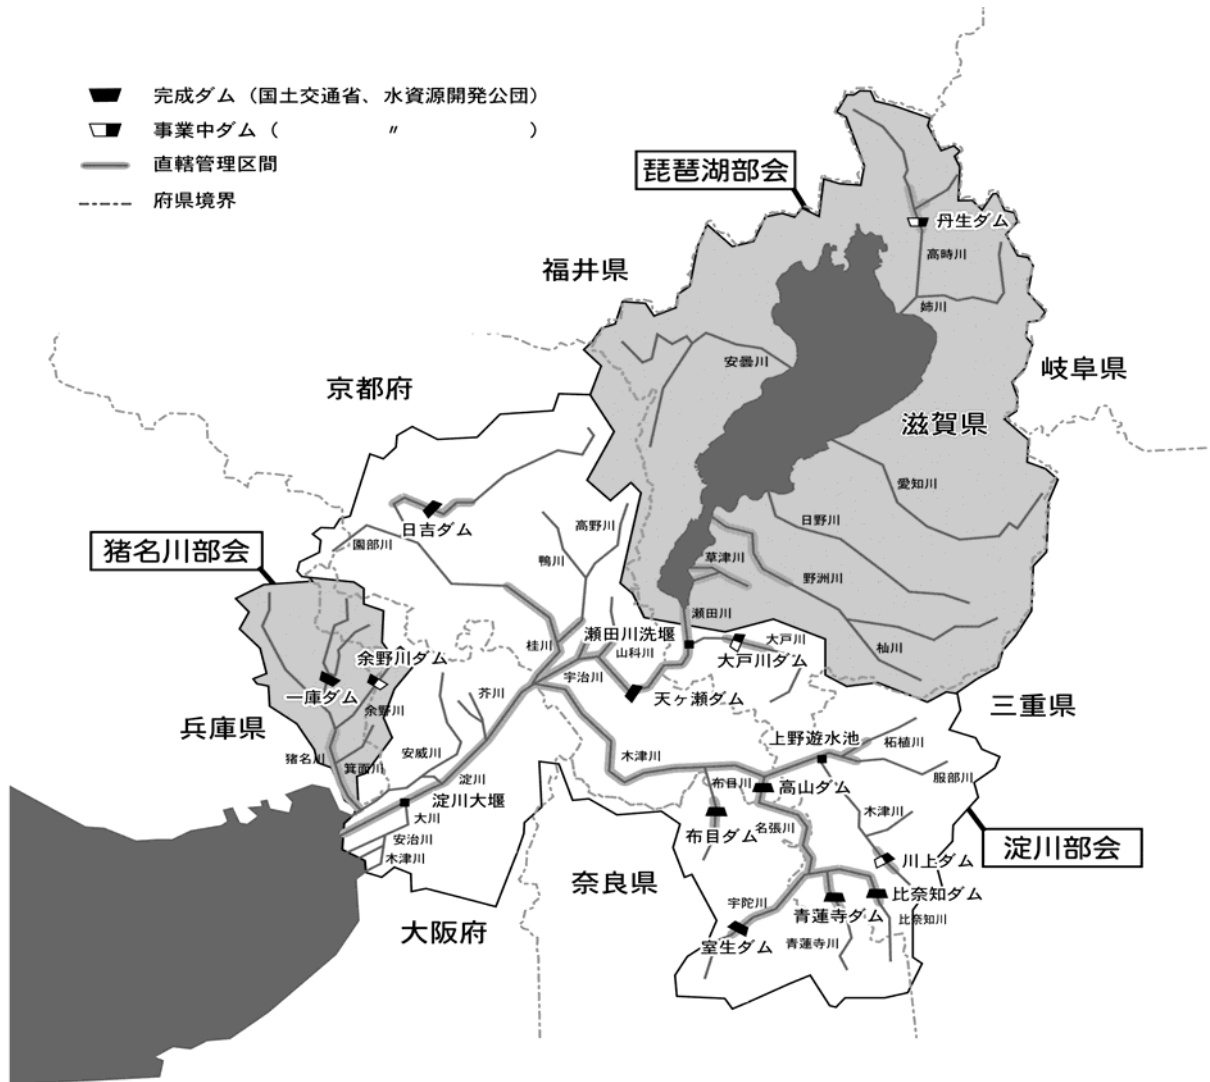 完成ダム（国土交通省、水資源開発公団）
事業中ダム（　　　〃　　　）
直轄管理区間
府県境界
琵琶湖部会
丹生ダム
高時川
福井県
姉川
安曇川
岐阜県
京都府
滋賀県
愛知川
日吉ダム
高野川
日野川
園部川
猪名川部会
鴨川
草津川
野洲川
瀬田川
瀬田川洗堰
桂川
山科川
大戸川
大戸川ダム
杣川
余野川ダム
宇治川
一庫ダム
芥川
天ヶ瀬ダム
三重県
余野川
兵庫県
上野遊水池
柘植川
猪名川
箕面川
安威川
木津川
淀川
服部川
布目川
高山ダム
淀川大堰
大川
木津川
名張川
布目ダム
安治川
木津川
淀川部会
川上ダム
奈良県
比奈知ダム
宇陀川
青蓮寺ダム
比奈知川
大阪府
室生ダム
青蓮寺川